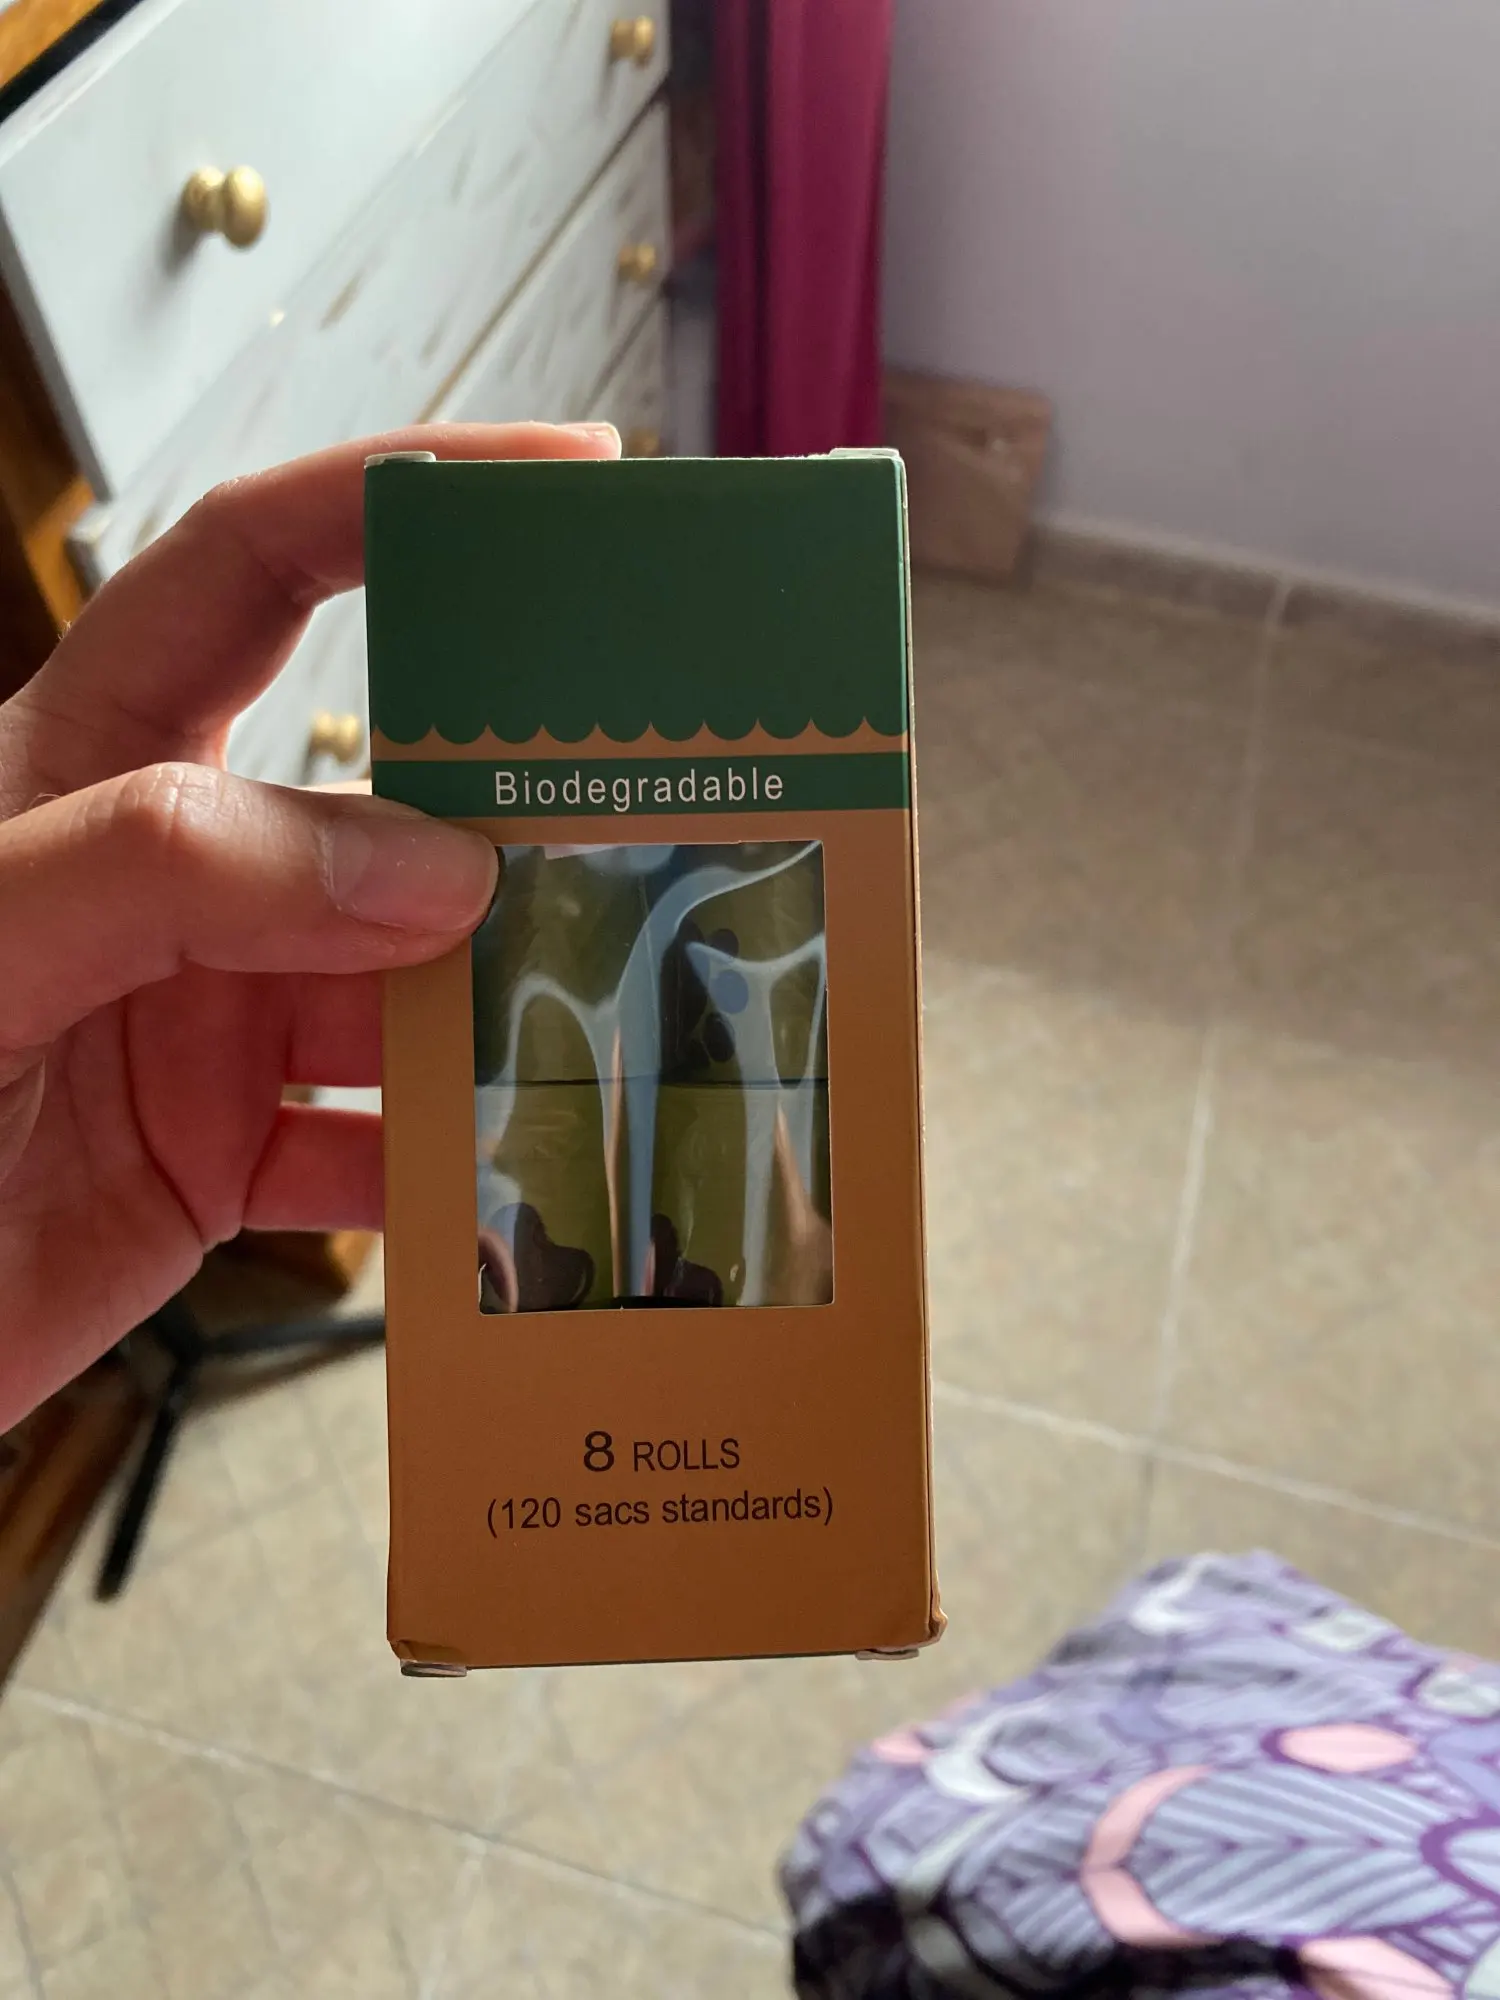 Biodegradable
8 ROLLS
(120 sacs standards)